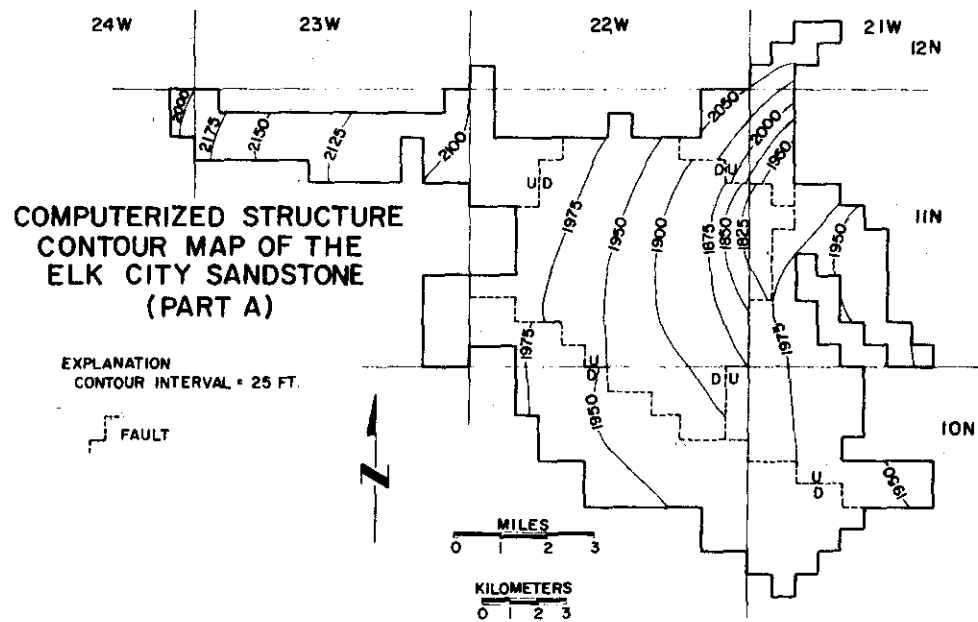 24W
23W
22W
21W
12N
2000
2175
2150
2125
2100
2050
2000
1950
D U
U D
1975
1950
1900
1875
1850
1825
1950
11N
COMPUTERIZED STRUCTURE
CONTOUR MAP OF THE
ELK CITY SANDSTONE
(PART A)
1975
U
D
1975
EXPLANATION
CONTOUR INTERVAL = 25 FT.
D U
1950
FAULT
10N
N
U
D
1950
MILES
0 1 2 3
KILOMETERS
0 1 2 3